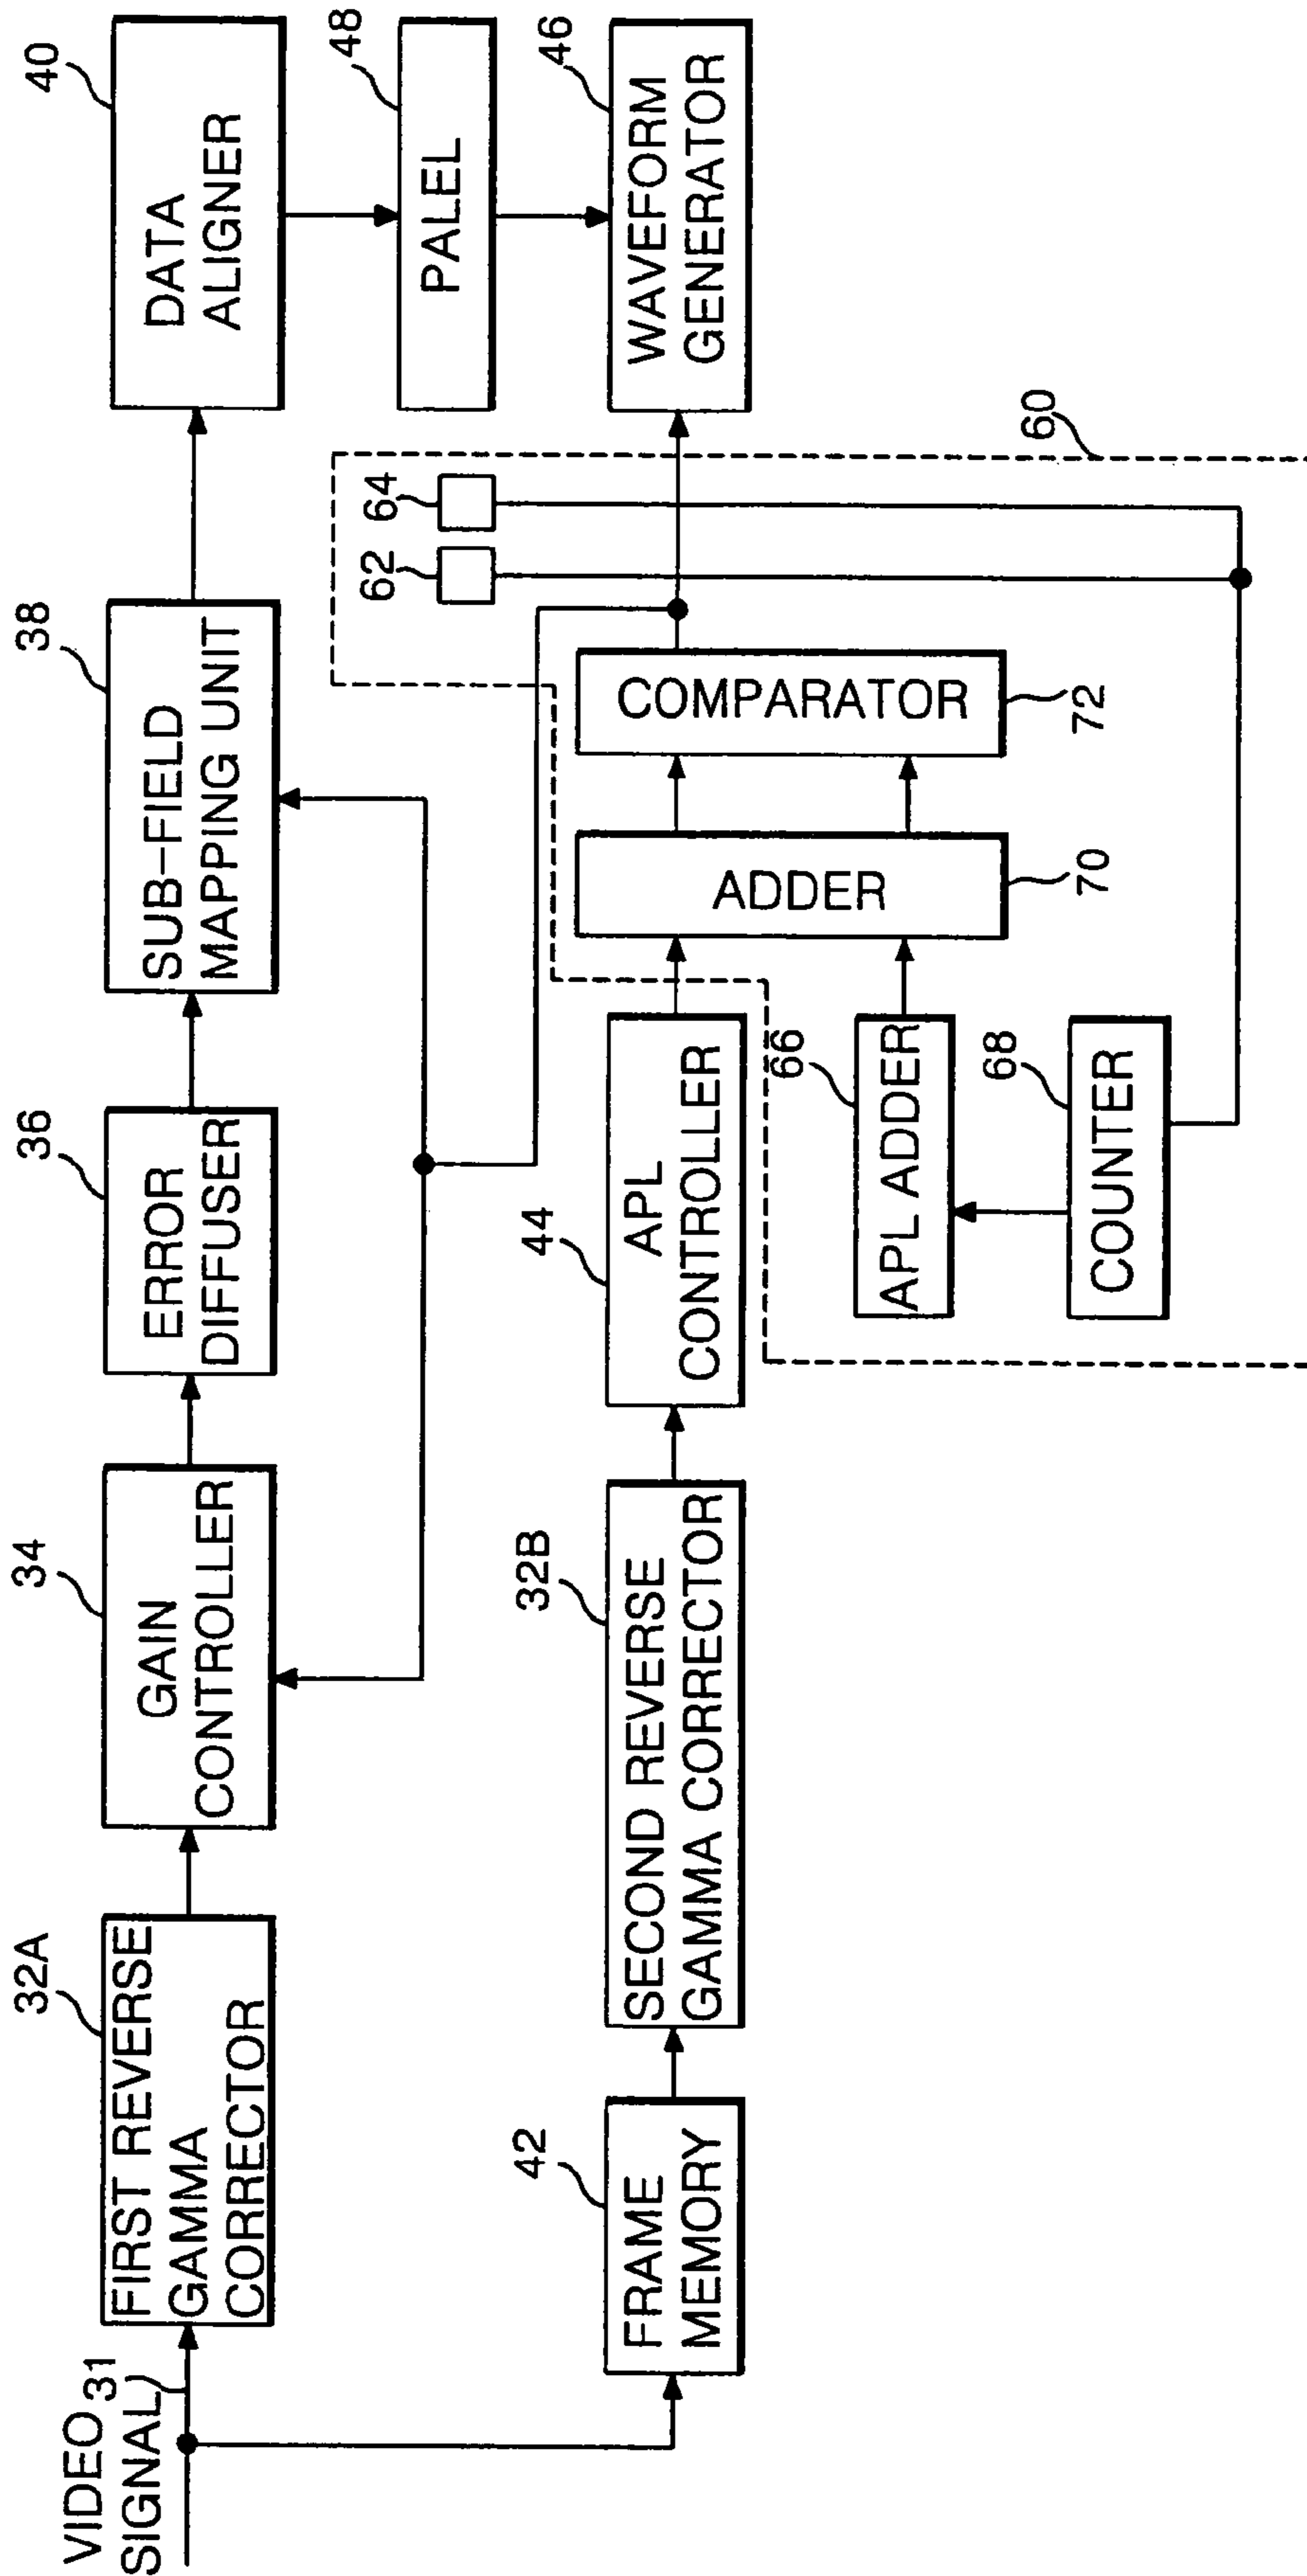 VIDEO
SIGNAL
31
32A
FIRST REVERSE
GAMMA
CORRECTOR
34
GAIN
CONTROLLER
36
ERROR
DIFFUSER
38
SUB-FIELD
MAPPING UNIT
40
DATA
ALIGNER
48
PALEL
46
WAVEFORM
GENERATOR
42
FRAME
MEMORY
32B
SECOND REVERSE
GAMMA CORRECTOR
44
APL
CONTROLLER
ADDER
70
COMPARATOR
72
62
64
60
66
APL ADDER
68
COUNTER